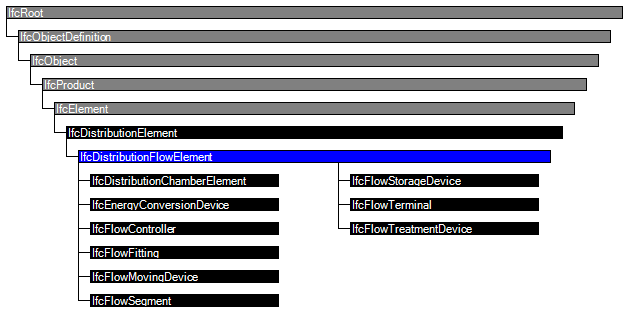 IfcRoot
IfcObjectDefinition
IfcObject
IfcProduct
IfcElement
IfcDistributionElement
IfcDistributionFlowElement
IfcDistributionChamberElement
IfcEnergyConversionDevice
IfcFlowController
IfcFlowFitting
IfcFlowMovingDevice
IfcFlowSegment
IfcFlowStorageDevice
IfcFlowTerminal
IfcFlowTreatmentDevice